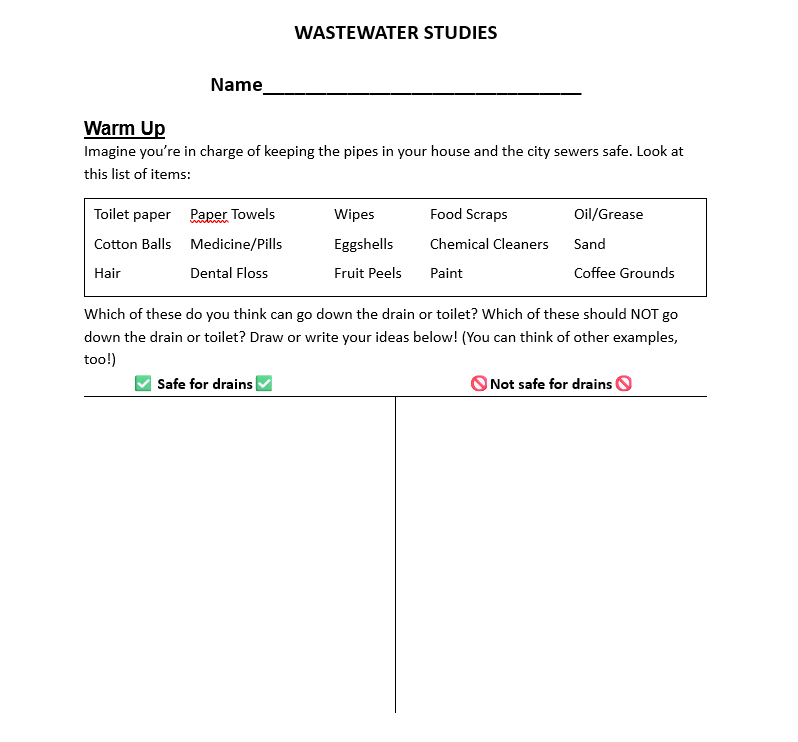 WASTEWATER STUDIES
Name______________________________
Warm Up
Imagine you’re in charge of keeping the pipes in your house and the city sewers safe. Look at
this list of items:
Toilet paper Paper Towels Wipes Food Scraps Oil/Grease
Cotton Balls Medicine/Pills Eggshells Chemical Cleaners Sand
Hair Dental Floss Fruit Peels Paint Coffee Grounds
Which of these do you think can go down the drain or toilet? Which of these should NOT go
down the drain or toilet? Draw or write your ideas below! (You can think of other examples,
too!)
✅ Safe for drains✅ 🚫Not safe for drains🚫